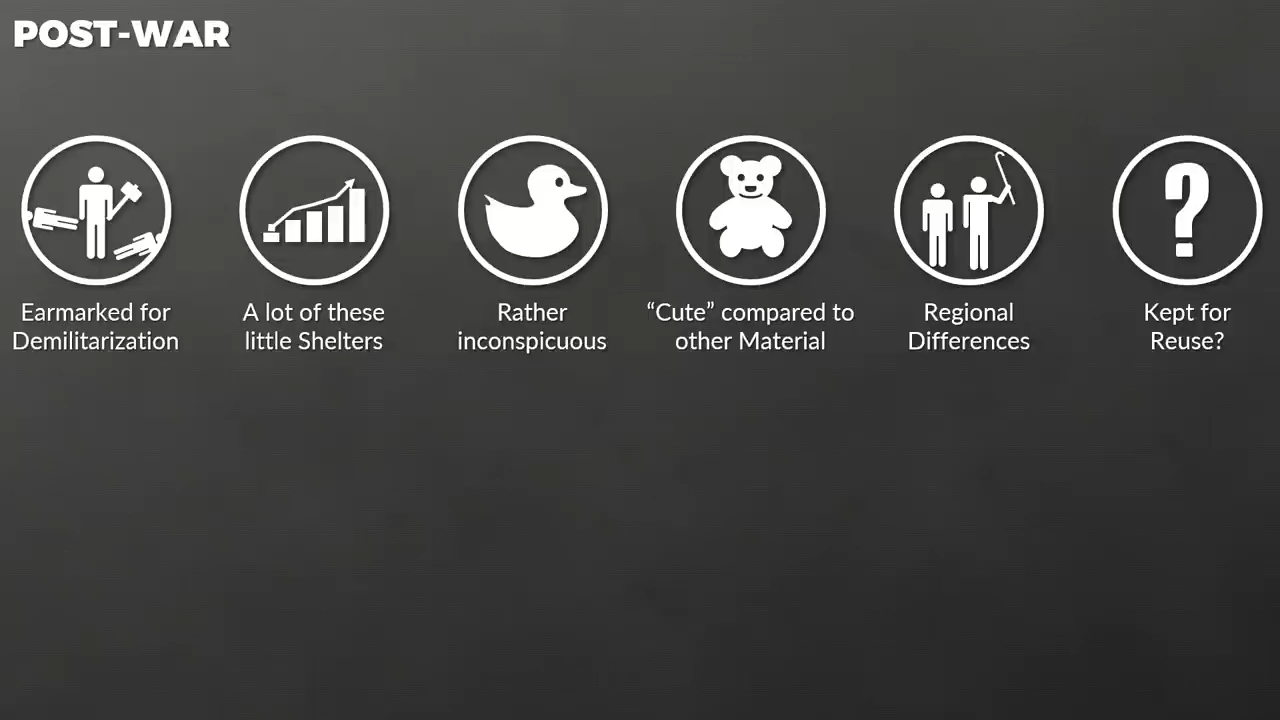 POST-WAR
Earmarked for
Demilitarization
A lot of these
little Shelters
Rather
inconspicuous
“Cute” compared to
other Material
Regional
Differences
Kept for
Reuse?